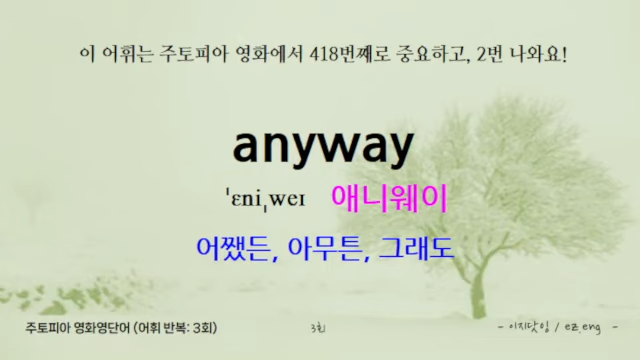 이 어휘는 주토피아 영화에서 418번째로 중요하고, 2번 나와요!
anyway
ˈɛniˌweɪ 애니웨이
어쨌든, 아무튼, 그래도
주토피아 영화영단어 (어휘 반복: 3회) 3회 - 이지닷잉 / ez.eng -